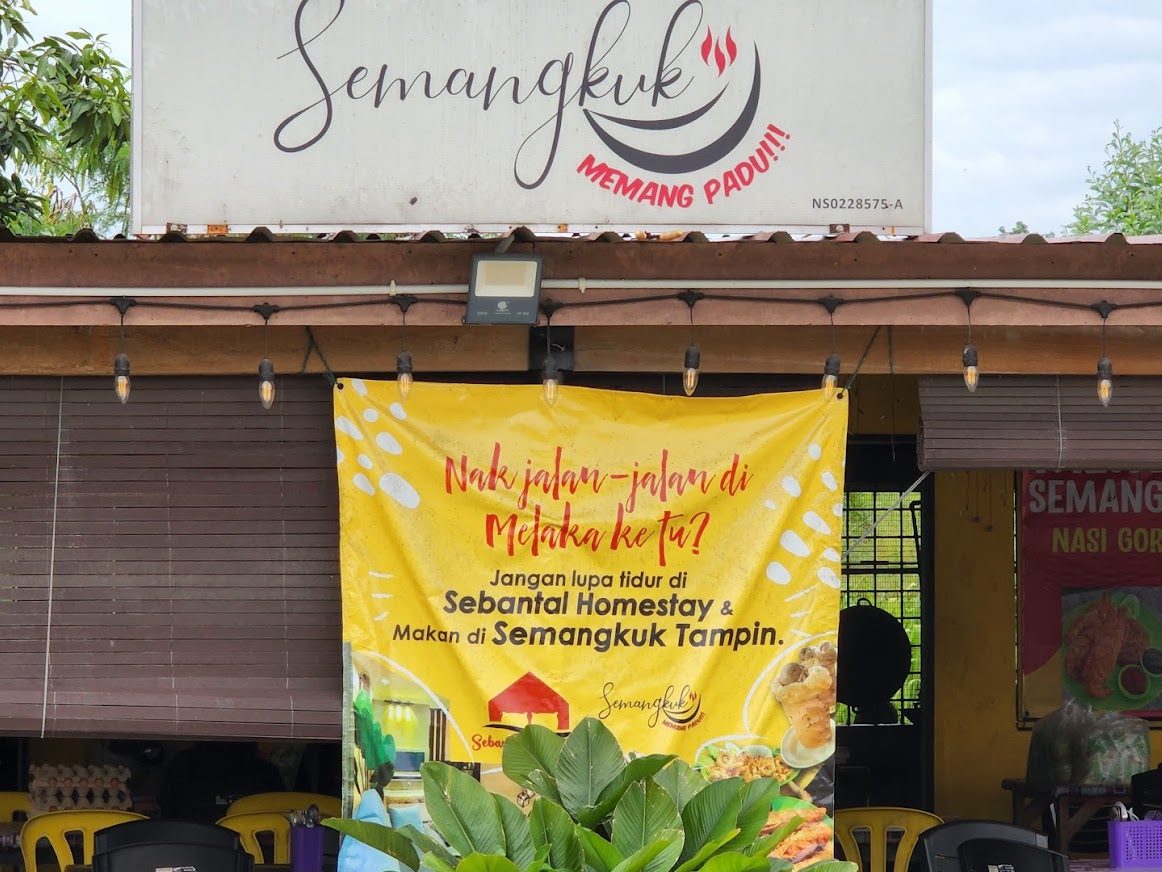 Semangkuk
MEMANG PADU!!!
NS0228575-A
Nak jalan-jalan di
Melaka ke tu?
Jangan lupa tidur di
Sebantal Homestay &
Makan di Semangkuk Tampin.
Semangkuk
MEMANG PADU!!!
Seba
SEMANG
NASI GOR